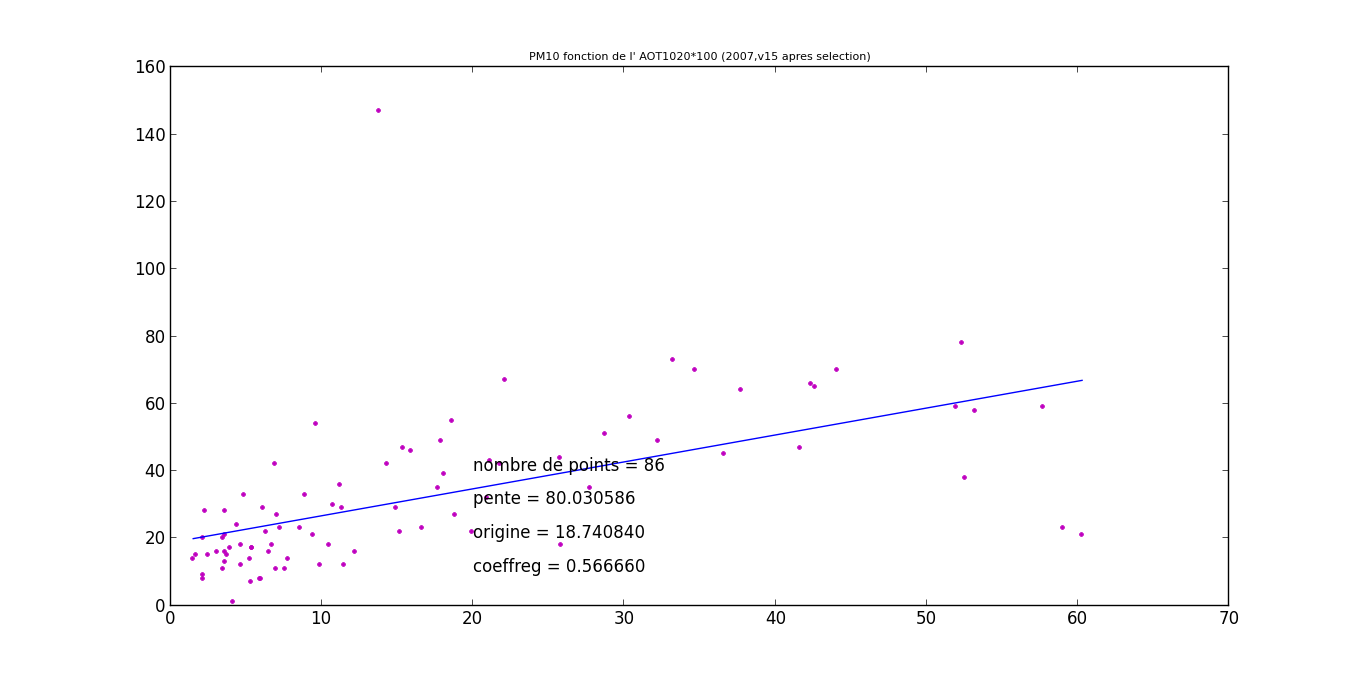 PM10 fonction de l' AOT1020*100 (2007,v15 apres selection)
160
140
120
100
80
60
40
20
0
nombre de points = 86
pente = 80.030586
origine = 18.740840
coeffreg = 0.566660
0 10 20 30 40 50 60 70